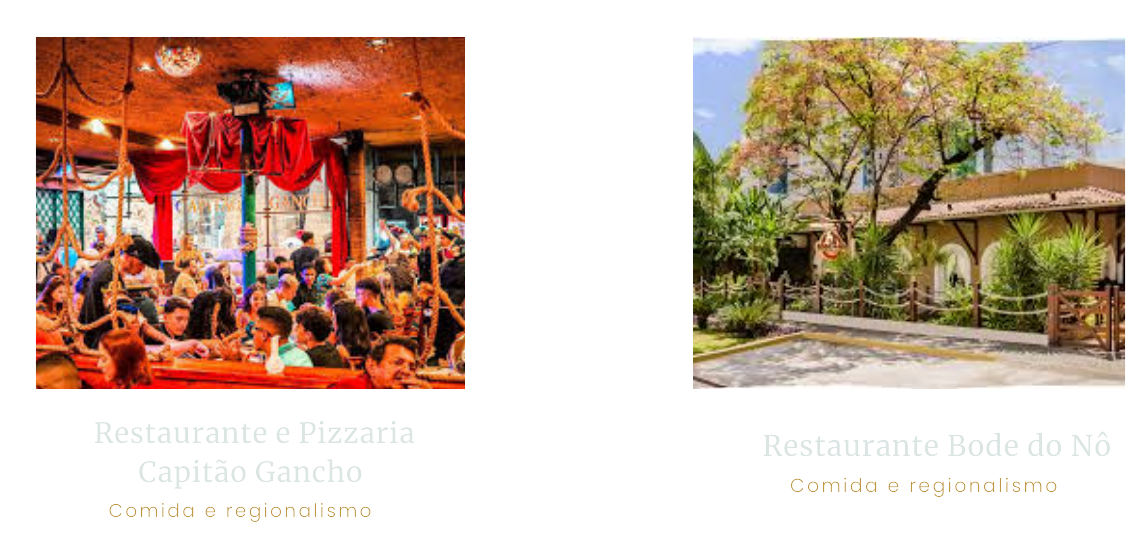 Restaurante e Pizzaria
Capitão Gancho
Comida e regionalismo
Restaurante Bode do Nô
Comida e regionalismo